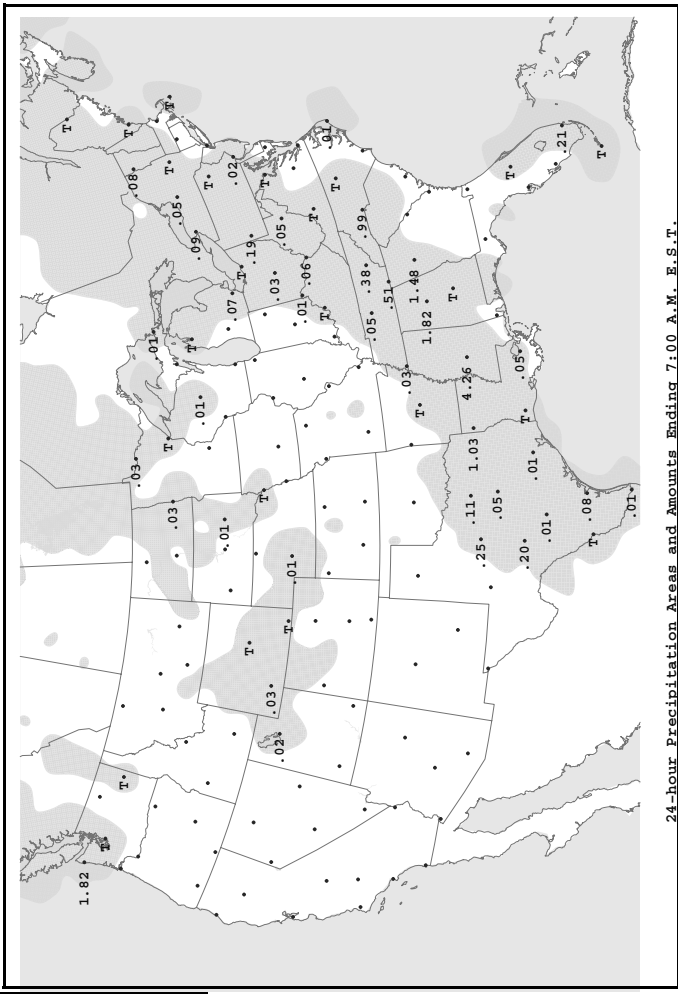 T
1.82
T
T
T
.08
.03
.01
T
T
T
.03
.05
T
.09
.01
T
.01
.07
.02
T
T
.19
T
T
.03
.03
.02
.05
T
.01
.01
.06
T
T
.01
T
.99
.38
.05
.51
.03
1.48
T
1.82
T
4.26
.11
1.03
.25
.05
T
.05
.20
T
.01
.01
.21
.08
T
T
.01
24-hour Precipitation Areas and Amounts Ending 7:00 A.M. E.S.T.